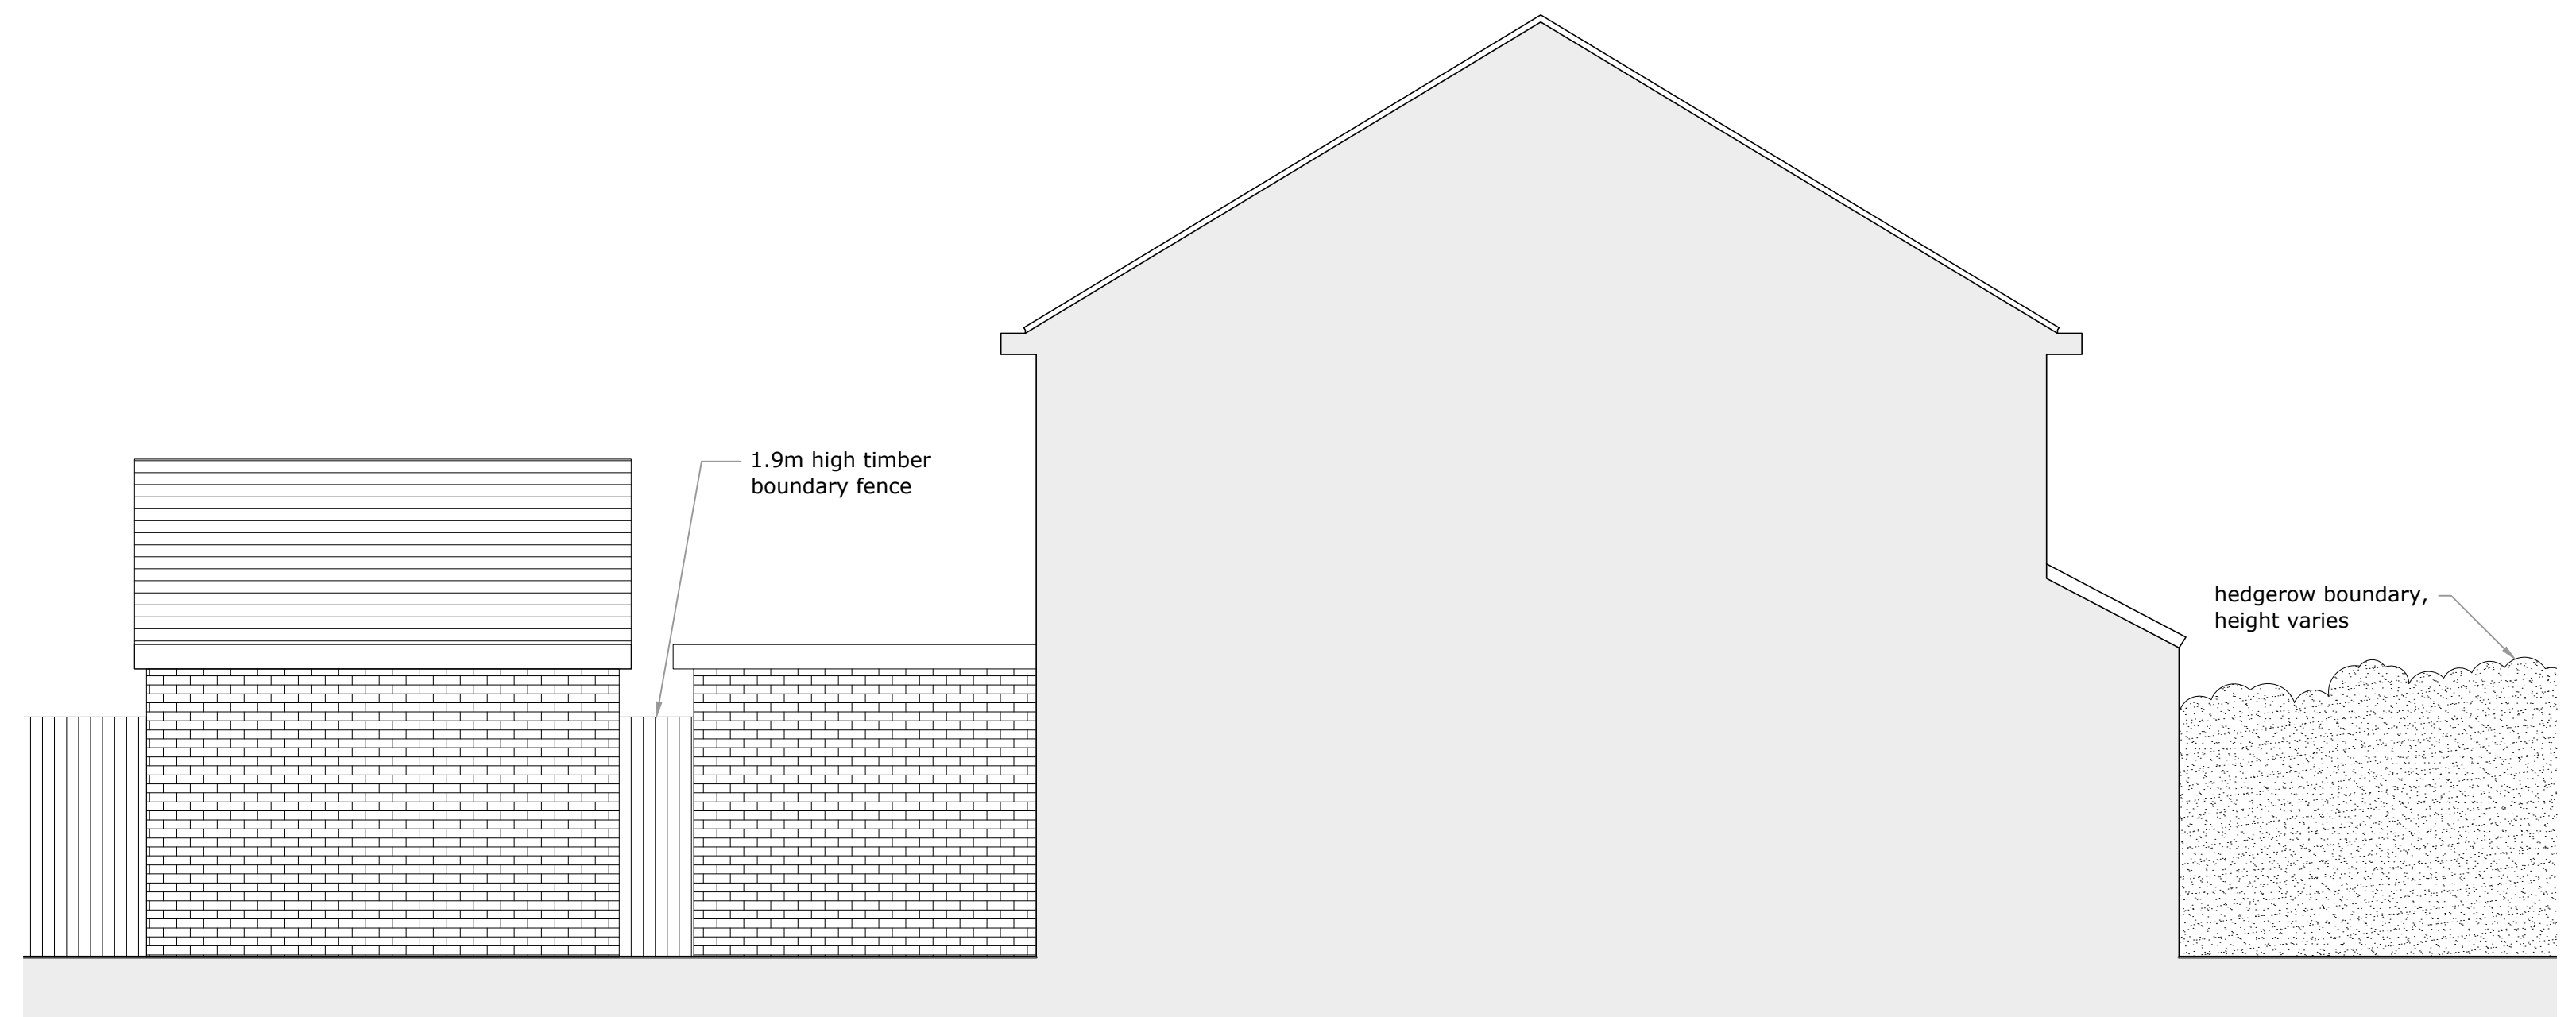 1.9m high timber
boundary fence
hedgerow boundary,
height varies